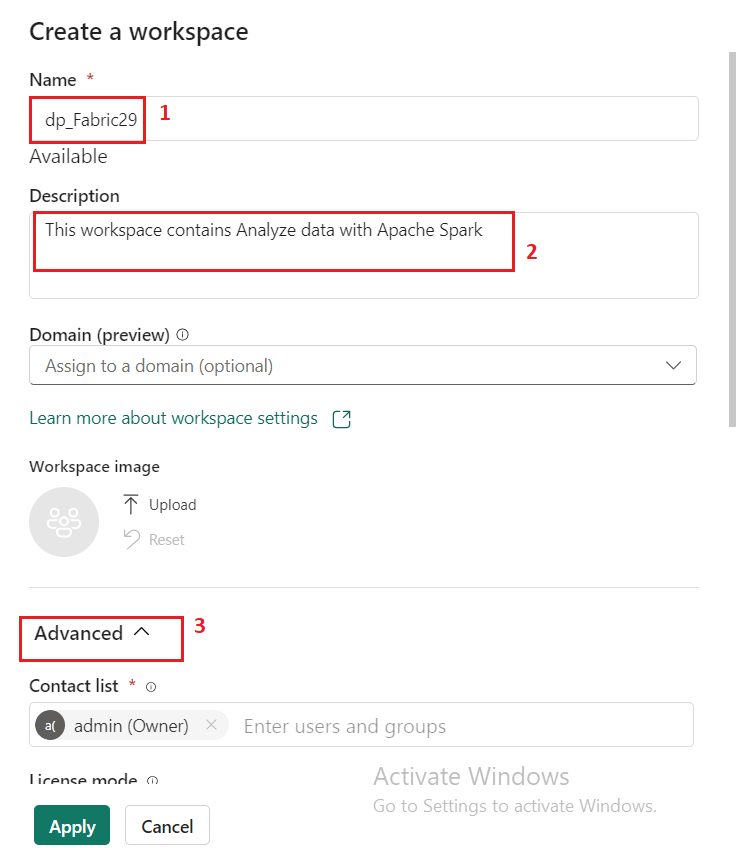 Create a workspace
Name *
dp_Fabric29
1
Available
Description
This workspace contains Analyze data with Apache Spark
2
Domain (preview)
Assign to a domain (optional)
Learn more about workspace settings
Workspace image
Upload
Reset
Advanced
3
Contact list *
a( admin (Owner) Enter users and groups
License mode
Activate Windows
Go to Settings to activate Windows.
Apply Cancel